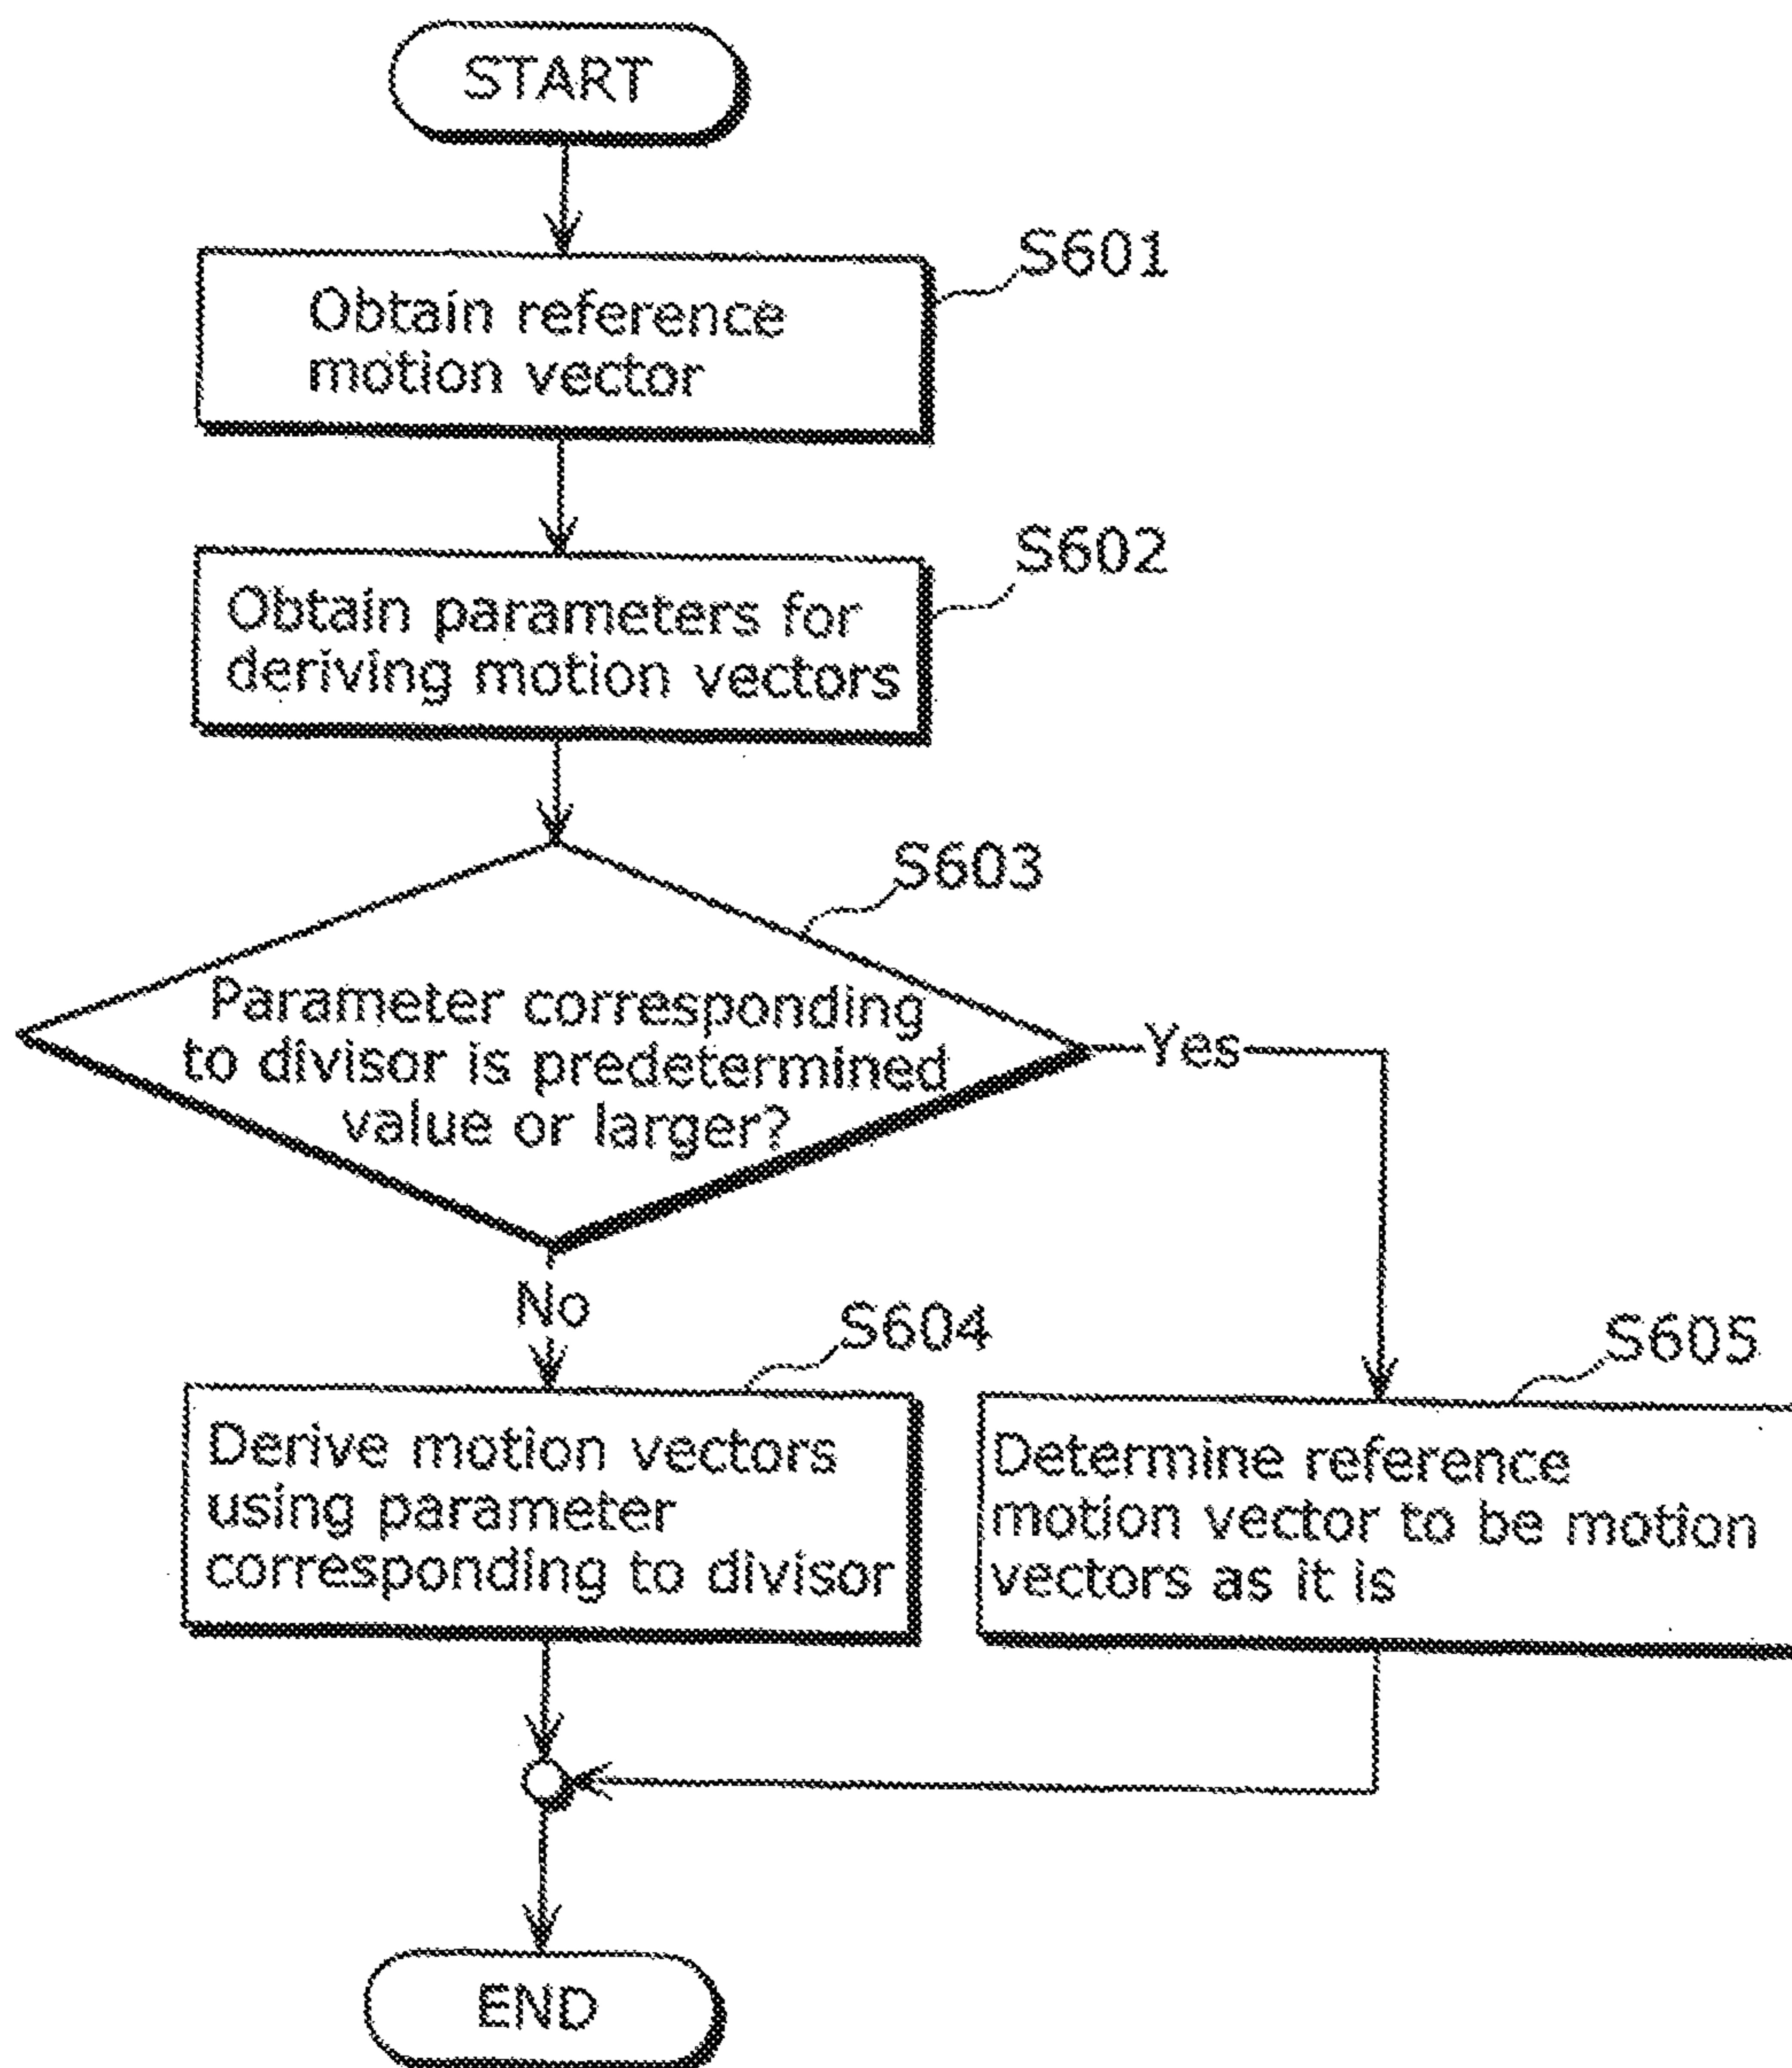 START
S601
Obtain reference
motion vector
S602
Obtain parameters for
deriving motion vectors
S603
Parameter corresponding
to divisor is predetermined
value or larger?
Yes
No
S604
Derive motion vectors
using parameter
corresponding to divisor
S605
Determine reference
motion vector to be motion
vectors as it is
END